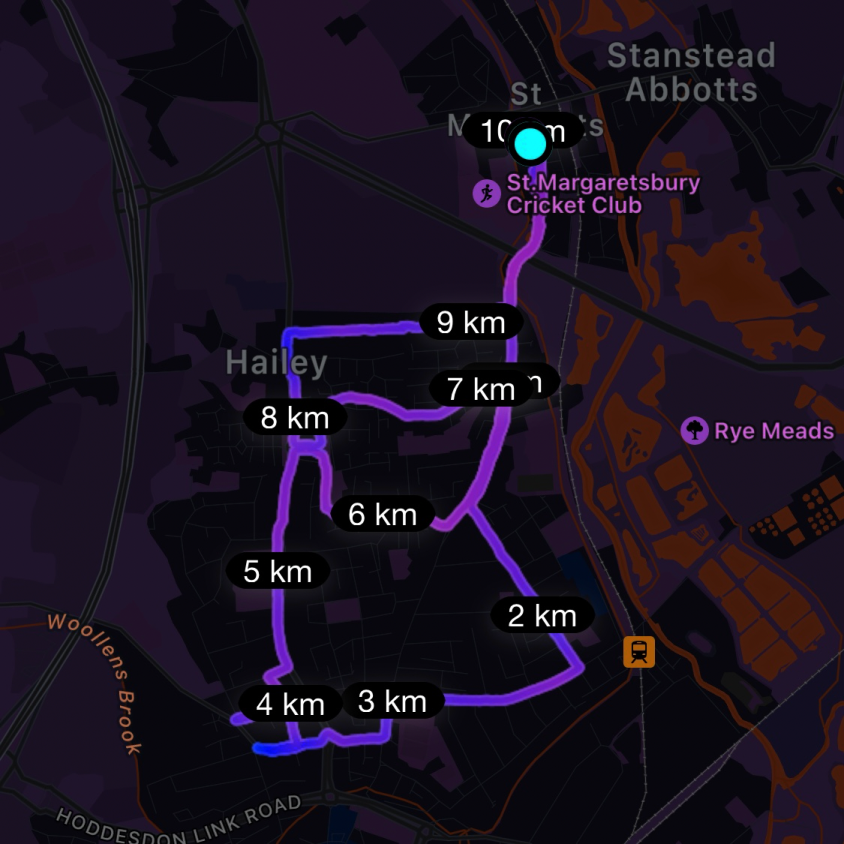 Stanstead
Abbotts
St
10
St.Margaretsbury
Cricket Club
9 km
Hailey
7 km
8 km
Rye Meads
6 km
5 km
2 km
Woollens Brook
4 km
3 km
HODDESDON LINK ROAD